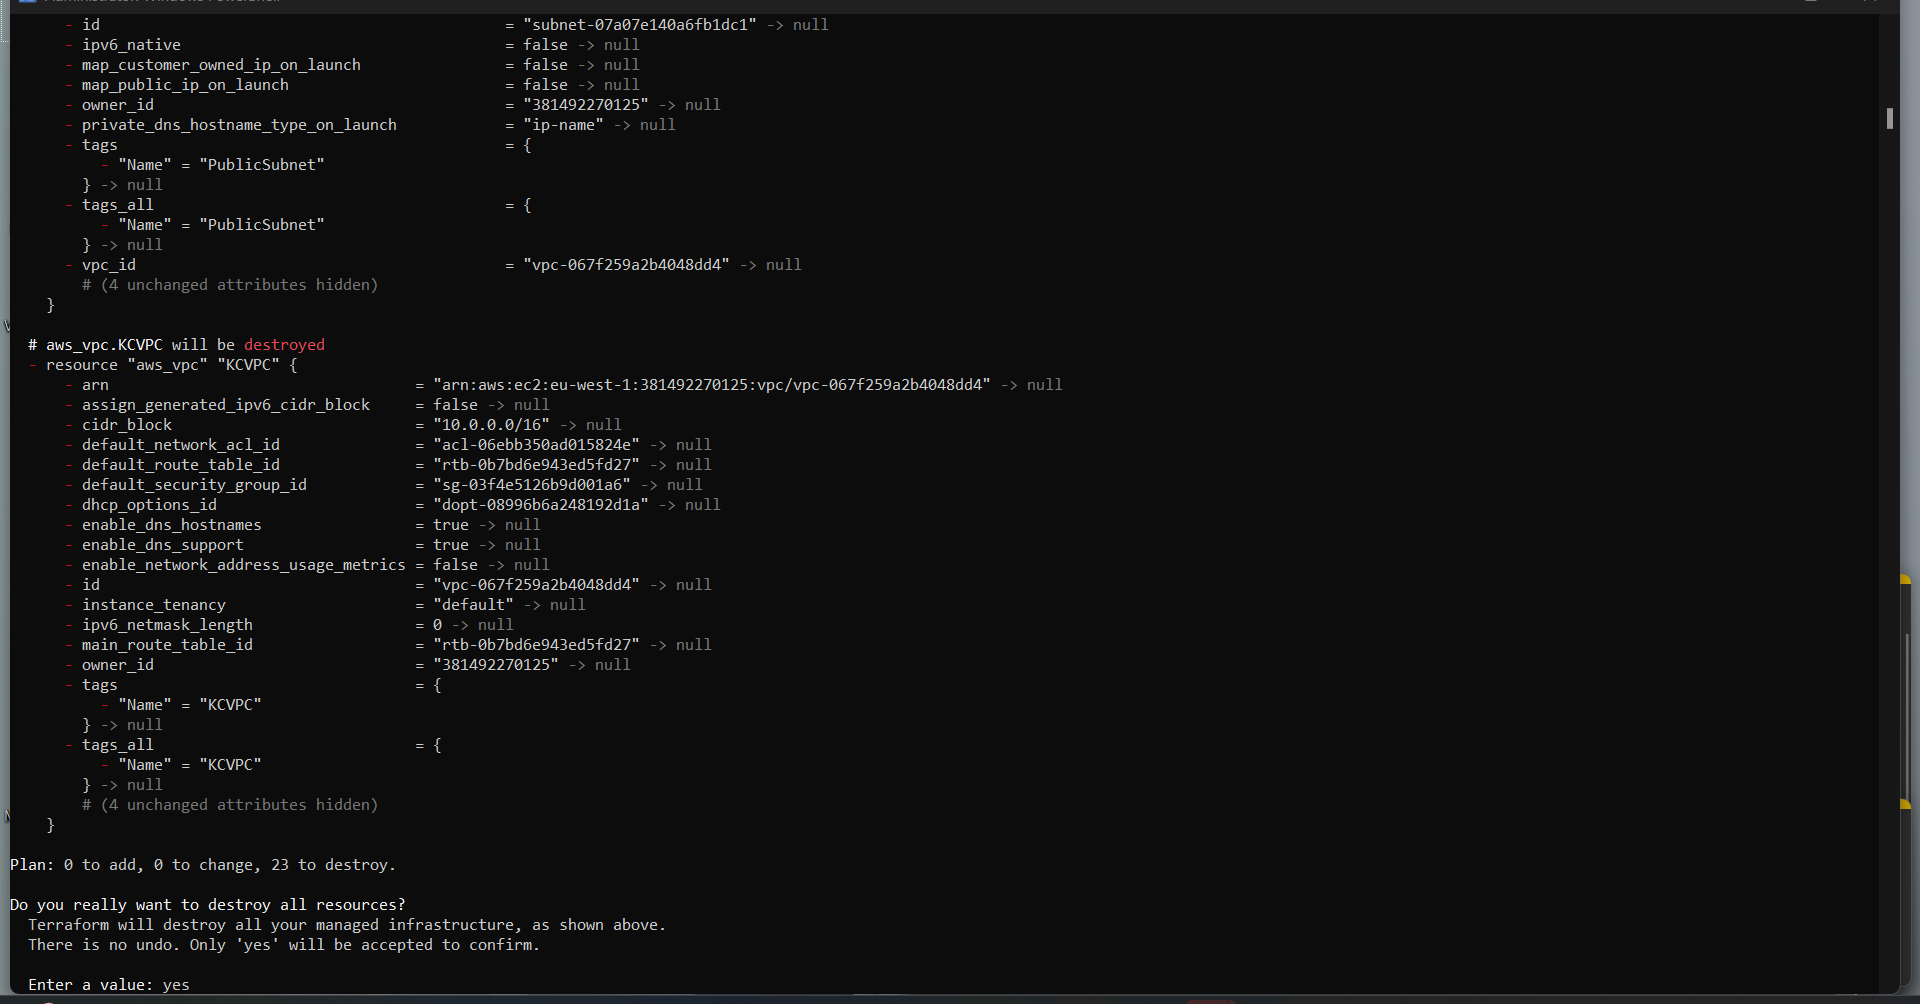 - id = "subnet-07a07e140a6fb1dc1" -> null
- ipv6_native = false -> null
- map_customer_owned_ip_on_launch = false -> null
- map_public_ip_on_launch = false -> null
- owner_id = "381492270125" -> null
- private_dns_hostname_type_on_launch = "ip-name" -> null
- tags = {
- "Name" = "PublicSubnet"
} -> null
- tags_all = {
- "Name" = "PublicSubnet"
} -> null
- vpc_id = "vpc-067f259a2b4048dd4" -> null
# (4 unchanged attributes hidden)
}
# aws_vpc.KCVPC will be destroyed
- resource "aws_vpc" "KCVPC" {
- arn = "arn:aws:ec2:eu-west-1:381492270125:vpc/vpc-067f259a2b4048dd4" -> null
- assign_generated_ipv6_cidr_block = false -> null
- cidr_block = "10.0.0.0/16" -> null
- default_network_acl_id = "acl-06ebb350ad015824e" -> null
- default_route_table_id = "rtb-0b7bd6e943ed5fd27" -> null
- default_security_group_id = "sg-03f4e5126b9d001a6" -> null
- dhcp_options_id = "dopt-08996b6a248192d1a" -> null
- enable_dns_hostnames = true -> null
- enable_dns_support = true -> null
- enable_network_address_usage_metrics = false -> null
- id = "vpc-067f259a2b4048dd4" -> null
- instance_tenancy = "default" -> null
- ipv6_netmask_length = 0 -> null
- main_route_table_id = "rtb-0b7bd6e943ed5fd27" -> null
- owner_id = "381492270125" -> null
- tags = {
- "Name" = "KCVPC"
} -> null
- tags_all = {
- "Name" = "KCVPC"
} -> null
# (4 unchanged attributes hidden)
}
Plan: 0 to add, 0 to change, 23 to destroy.
Do you really want to destroy all resources?
Terraform will destroy all your managed infrastructure, as shown above.
There is no undo. Only 'yes' will be accepted to confirm.
Enter a value: yes